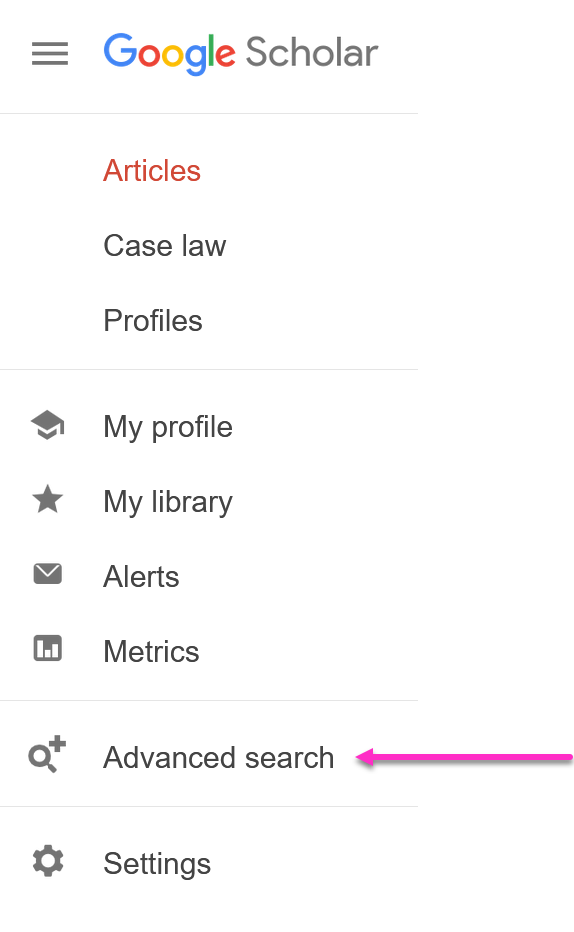 Google Scholar
Articles
Case law
Profiles
My profile
My library
Alerts
Metrics
Advanced search
Settings